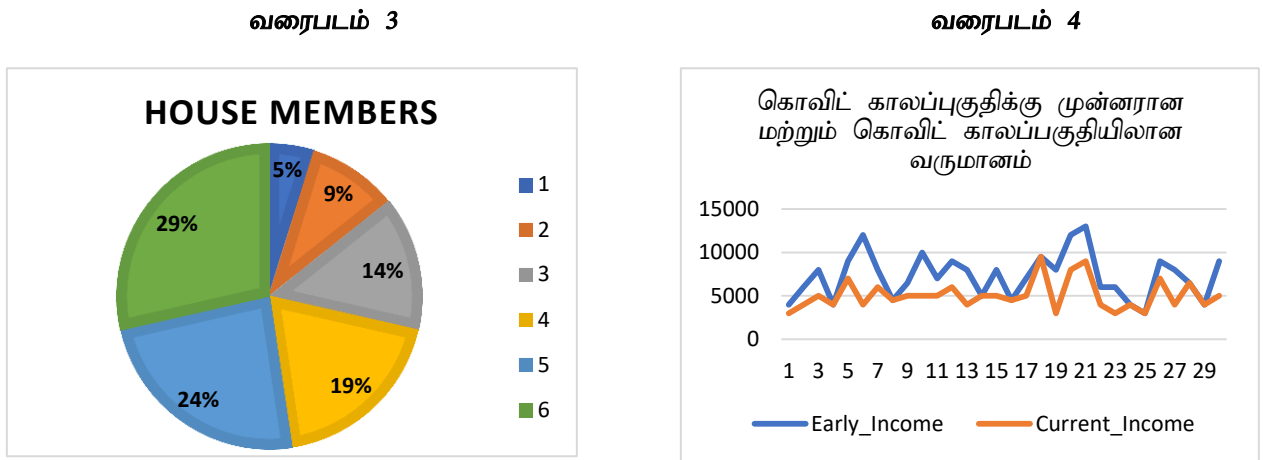 வரைபடம் 3
HOUSE MEMBERS
5%
9%
14%
19%
24%
29%
1
2
3
4
5
6
வரைபடம் 4
கொவிட் காலப்புகுதிக்கு முன்னரான
மற்றும் கொவிட் காலப்பகுதியிலான
வருமானம்
15000
10000
5000
0
1 3 5 7 9 11 13 15 17 19 21 23 25 27 29
Early_Income Current_Income